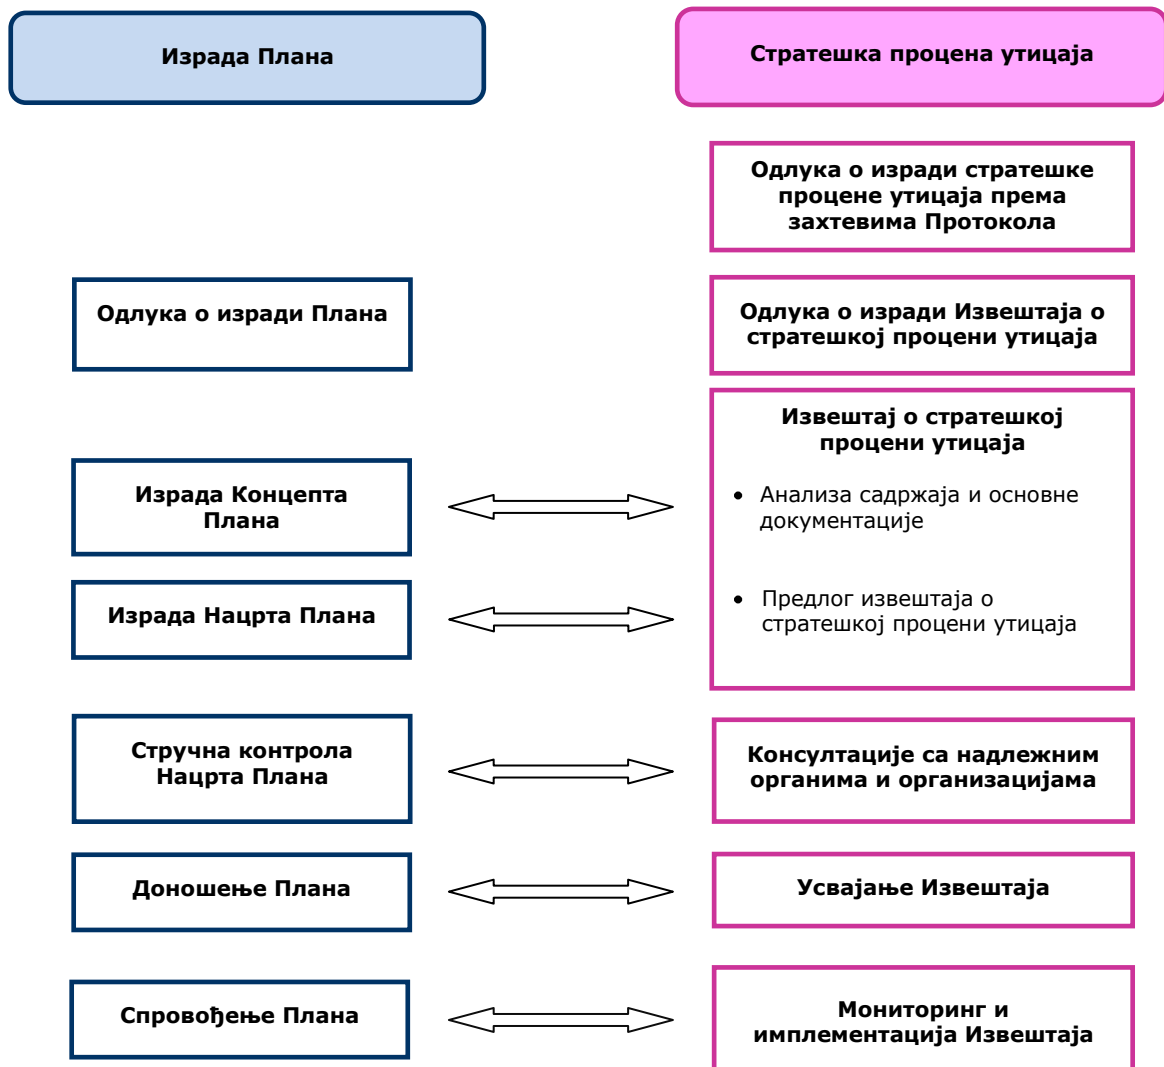 Израда Плана
Стратешка процена утицаја
Одлука о изради стратешке
процене утицаја према
захтевима Протокола
Одлука о изради Плана
Одлука о изради Извештаја о
стратешкој процени утицаја
Извештај о стратешкој
процени утицаја
Израда Концепта
Плана
• Анализа садржаја и основне
документације
Израда Нацрта Плана
• Предлог извештаја о
стратешкој процени утицаја
Стручна контрола
Нацрта Плана
Консултације са надлежним
органима и организацијама
Доношење Плана
Усвајање Извештаја
Спровођење Плана
Мониторинг и
имплементација Извештаја